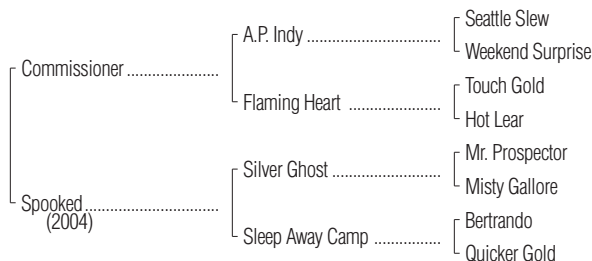 Seattle Slew
A.P. Indy ................................
Weekend Surprise
Commissioner ......................
Touch Gold
Flaming Heart ......................
Hot Lear
Mr. Prospector
Silver Ghost ..........................
Misty Gallore
Spooked ................................
(2004)
Bertrando
Sleep Away Camp ................
Quicker Gold